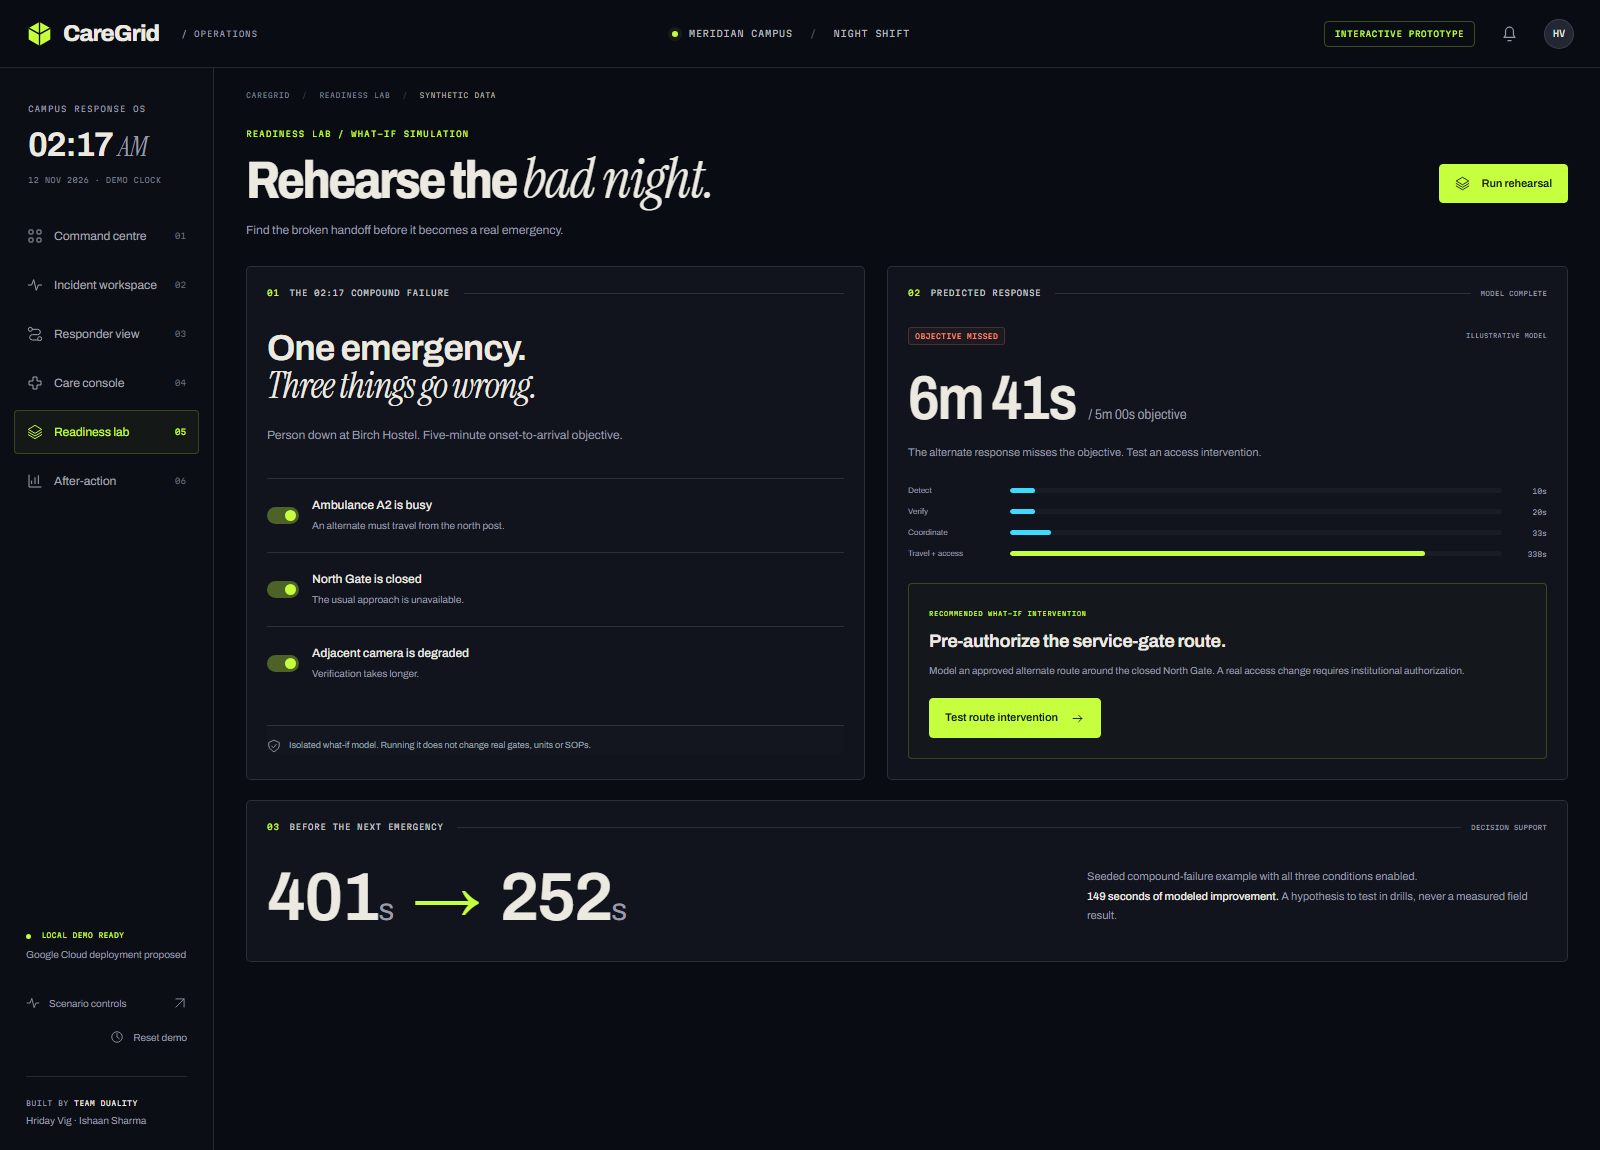 CareGrid / OPERATIONS
MERIDIAN CAMPUS / NIGHT SHIFT
INTERACTIVE PROTOTYPE
HV
CAMPUS RESPONSE OS
02:17 AM
12 NOV 2026 · DEMO CLOCK
Command centre 01
Incident workspace 02
Responder view 03
Care console 04
Readiness lab 05
After-action 06
LOCAL DEMO READY
Google Cloud deployment proposed
Scenario controls
Reset demo
BUILT BY TEAM DUALITY
Hriday Vig · Ishaan Sharma
CAREGRID / READINESS LAB / SYNTHETIC DATA
READINESS LAB / WHAT-IF SIMULATION
Rehearse the bad night.
Find the broken handoff before it becomes a real emergency.
Run rehearsal
01 THE 02:17 COMPOUND FAILURE
One emergency.
Three things go wrong.
Person down at Birch Hostel. Five-minute onset-to-arrival objective.
Ambulance A2 is busy
An alternate must travel from the north post.
North Gate is closed
The usual approach is unavailable.
Adjacent camera is degraded
Verification takes longer.
Isolated what-if model. Running it does not change real gates, units or SOPs.
02 PREDICTED RESPONSE
MODEL COMPLETE
OBJECTIVE MISSED
ILLUSTRATIVE MODEL
6m 41s / 5m 00s objective
The alternate response misses the objective. Test an access intervention.
Detect 10s
Verify 20s
Coordinate 33s
Travel + access 338s
RECOMMENDED WHAT-IF INTERVENTION
Pre-authorize the service-gate route.
Model an approved alternate route around the closed North Gate. A real access change requires institutional authorization.
Test route intervention →
03 BEFORE THE NEXT EMERGENCY
DECISION SUPPORT
401s → 252s
Seeded compound-failure example with all three conditions enabled.
149 seconds of modeled improvement. A hypothesis to test in drills, never a measured field
result.